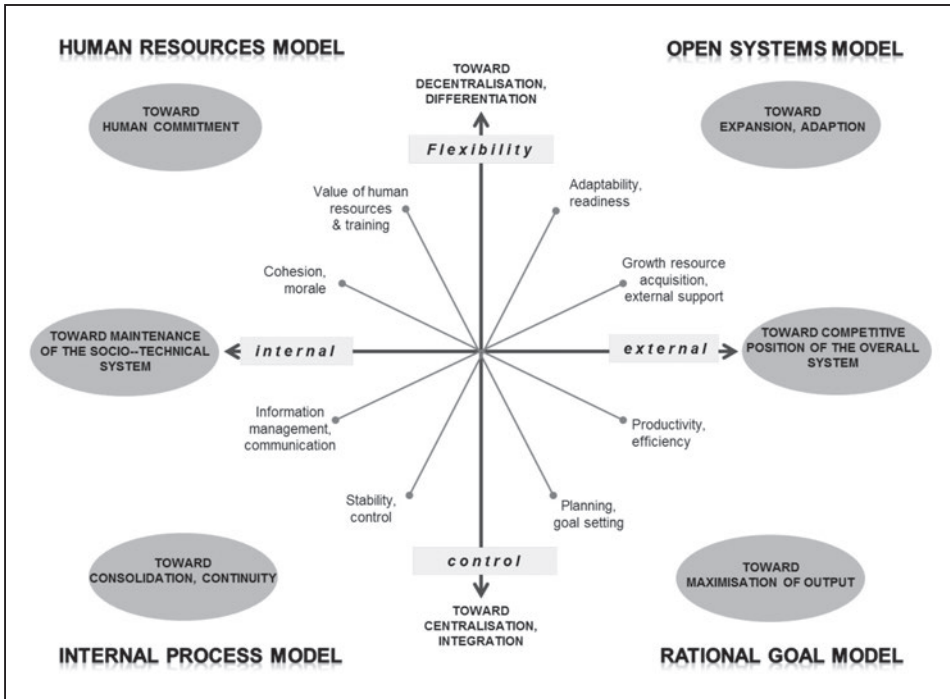 HUMAN RESOURCES MODEL
OPEN SYSTEMS MODEL
TOWARD
DECENTRALISATION,
DIFFERENTIATION
TOWARD
HUMAN COMMITMENT
TOWARD
EXPANSION, ADAPTION
Flexibility
Value of human
resources
& training
Adaptability,
readiness
Cohesion,
morale
Growth resource
acquisition,
external support
TOWARD MAINTENANCE
OF THE SOCIO--TECHNICAL
SYSTEM
internal
external
TOWARD COMPETITIVE
POSITION OF THE OVERALL
SYSTEM
Information
management,
communication
Productivity,
efficiency
Stability,
control
Planning,
goal setting
control
TOWARD
CONSOLIDATION, CONTINUITY
TOWARD
MAXIMISATION OF OUTPUT
TOWARD
CENTRALISATION,
INTEGRATION
INTERNAL PROCESS MODEL
RATIONAL GOAL MODEL